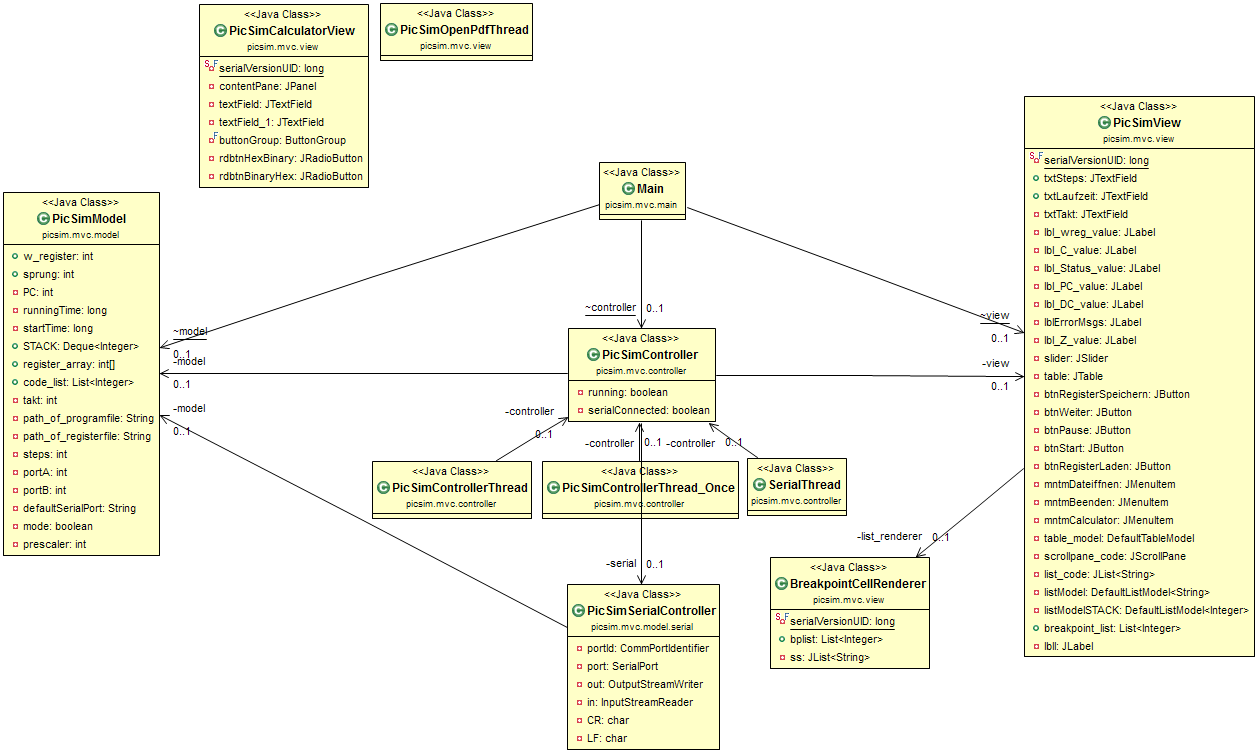 <<Java Class>>
PicSimCalculatorView
picsim.mvc.view
serialVersionUID: long
contentPane: JPanel
textField: JTextField
textField_1: JTextField
buttonGroup: ButtonGroup
rdbtnHexBinary: JRadioButton
rdbtnBinaryHex: JRadioButton
<<Java Class>>
PicSimOpenPdfThread
picsim.mvc.view
<<Java Class>>
PicSimView
picsim.mvc.view
serialVersionUID: long
txtSteps: JTextField
txtLaufzeit: JTextField
txtTakt: JTextField
lbl_wreg_value: JLabel
lbl_C_value: JLabel
lbl_Status_value: JLabel
lbl_PC_value: JLabel
lbl_DC_value: JLabel
lblErrorMsgs: JLabel
lbl_Z_value: JLabel
slider: JSlider
table: JTable
btnRegisterSpeichern: JButton
btnWeiter: JButton
btnPause: JButton
btnStart: JButton
btnRegisterLaden: JButton
mntmDateiffnen: JMenuItem
mntmBeenden: JMenuItem
mntmCalculator: JMenuItem
table_model: DefaultTableModel
scrollpane_code: JScrollPane
list_code: JList<String>
listModel: DefaultListModel<String>
listModelSTACK: DefaultListModel<Integer>
breakpoint_list: List<Integer>
lbll: JLabel
<<Java Class>>
Main
picsim.mvc.main
<<Java Class>>
PicSimModel
picsim.mvc.model
w_register: int
sprung: int
PC: int
runningTime: long
startTime: long
STACK: Deque<Integer>
register_array: int[]
code_list: List<Integer>
takt: int
path_of_programfile: String
path_of_registerfile: String
steps: int
portA: int
portB: int
defaultSerialPort: String
mode: boolean
prescaler: int
~model
0..1
-model
0..1
-model
0..1
~controller
0..1
~view
0..1
-view
0..1
<<Java Class>>
PicSimController
picsim.mvc.controller
running: boolean
serialConnected: boolean
-controller
0..1
-controller
0..1
-controller
0..1
<<Java Class>>
PicSimControllerThread
picsim.mvc.controller
<<Java Class>>
PicSimControllerThread_Once
picsim.mvc.controller
<<Java Class>>
SerialThread
picsim.mvc.controller
-serial
0..1
-list_renderer
0..1
<<Java Class>>
PicSimSerialController
picsim.mvc.model.serial
portId: CommPortIdentifier
port: SerialPort
out: OutputStreamWriter
in: InputStreamReader
CR: char
LF: char
<<Java Class>>
BreakpointCellRenderer
picsim.mvc.view
serialVersionUID: long
bplist: List<Integer>
ss: JList<String>